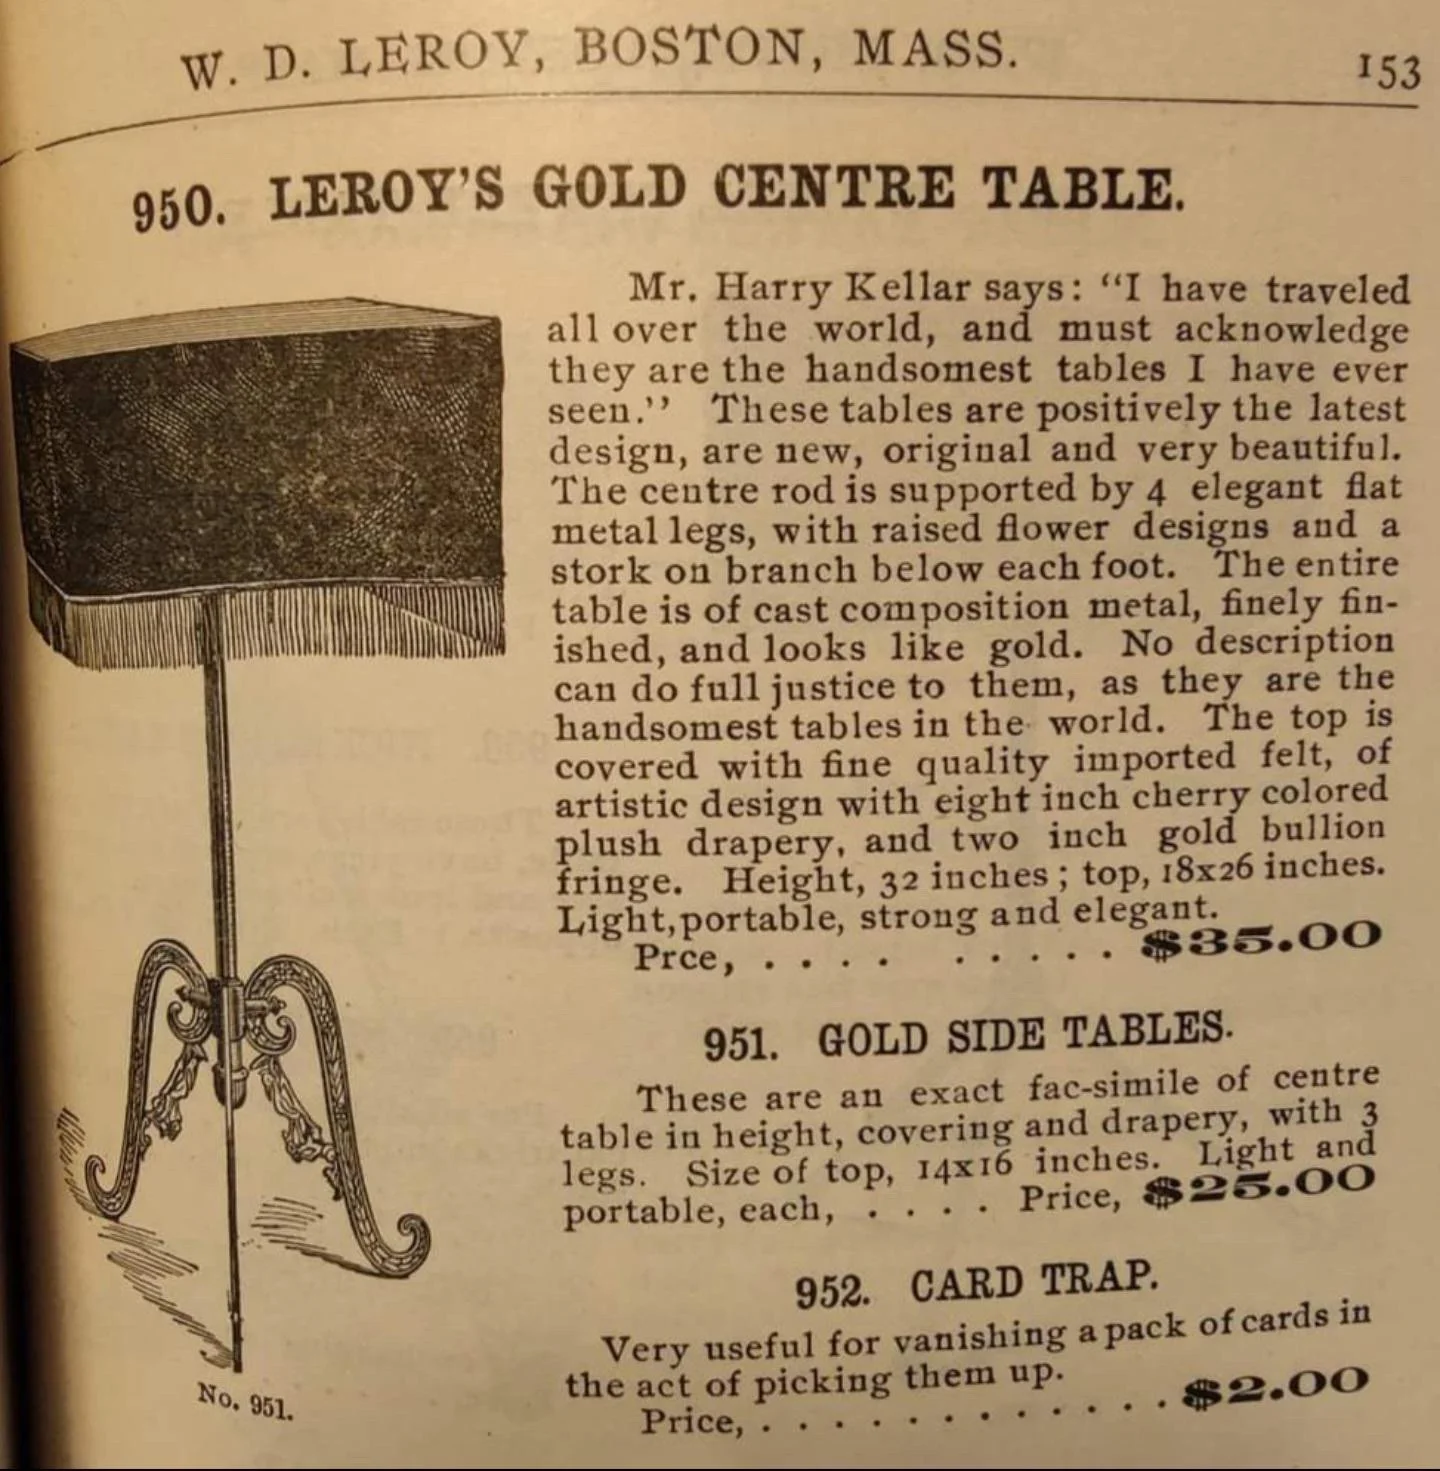 W. D. LEROY, BOSTON, MASS. 153
950. LEROY'S GOLD CENTRE TABLE.
Mr. Harry Kellar says: "I have traveled
all over the world, and must acknowledge
they are the handsomest tables I have ever
seen." These tables are positively the latest
design, are new, original and very beautiful.
The centre rod is supported by 4 elegant flat
metal legs, with raised flower designs and a
stork on branch below each foot. The entire
table is of cast composition metal, finely fin-
ished, and looks like gold. No description
can do full justice to them, as they are the
handsomest tables in the world. The top is
covered with fine quality imported felt, of
artistic design with eight inch cherry colored
plush drapery, and two inch gold bullion
fringe. Height, 32 inches; top, 18x26 inches.
Light, portable, strong and elegant.
Prce, . . . . . . . . . $35.00
951. GOLD SIDE TABLES.
These are an exact fac-simile of centre
table in height, covering and drapery, with 3
legs. Size of top, 14x16 inches. Light and
portable, each, . . . . Price, $25.00
952. CARD TRAP.
Very useful for vanishing a pack of cards in
the act of picking them up.
Price, . . . . . . . . . . . . $2.00
No. 951.